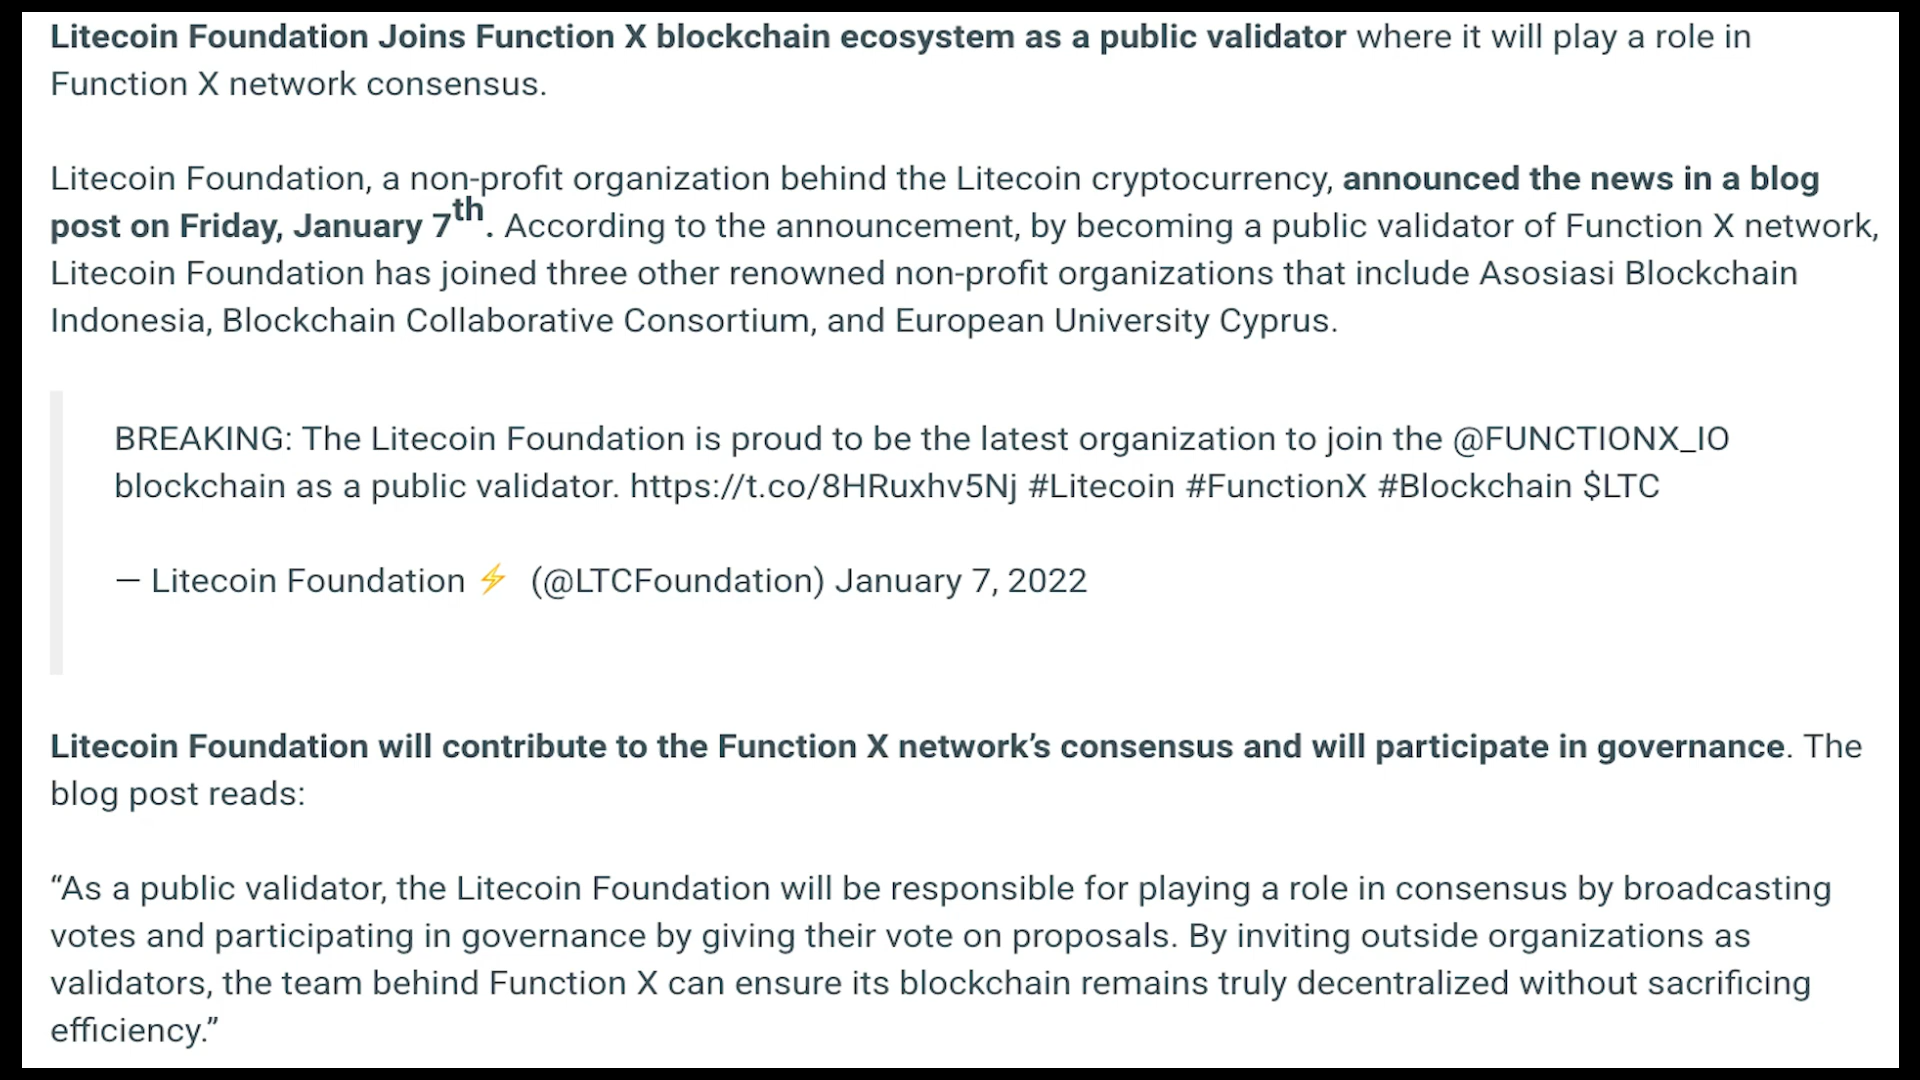 Litecoin Foundation Joins Function X blockchain ecosystem as a public validator where it will play a role in
Function X network consensus.
Litecoin Foundation, a non-profit organization behind the Litecoin cryptocurrency, announced the news in a blog
post on Friday, January 7th. According to the announcement, by becoming a public validator of Function X network,
Litecoin Foundation has joined three other renowned non-profit organizations that include Asosiasi Blockchain
Indonesia, Blockchain Collaborative Consortium, and European University Cyprus.
BREAKING: The Litecoin Foundation is proud to be the latest organization to join the @FUNCTIONX_IO
blockchain as a public validator. https://t.co/8HRuxhv5Nj #Litecoin #FunctionX #Blockchain $LTC
— Litecoin Foundation ⚡ (@LTCFoundation) January 7, 2022
Litecoin Foundation will contribute to the Function X network’s consensus and will participate in governance. The
blog post reads:
“As a public validator, the Litecoin Foundation will be responsible for playing a role in consensus by broadcasting
votes and participating in governance by giving their vote on proposals. By inviting outside organizations as
validators, the team behind Function X can ensure its blockchain remains truly decentralized without sacrificing
efficiency.”